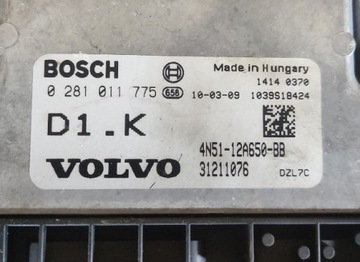 BOSCH
Made in Hungary
1414 0370
0 281 011 775 656 10-03-09 1039S18424
D1.K
4N51-12A650-BB
VOLVO 31211076
DZL7C